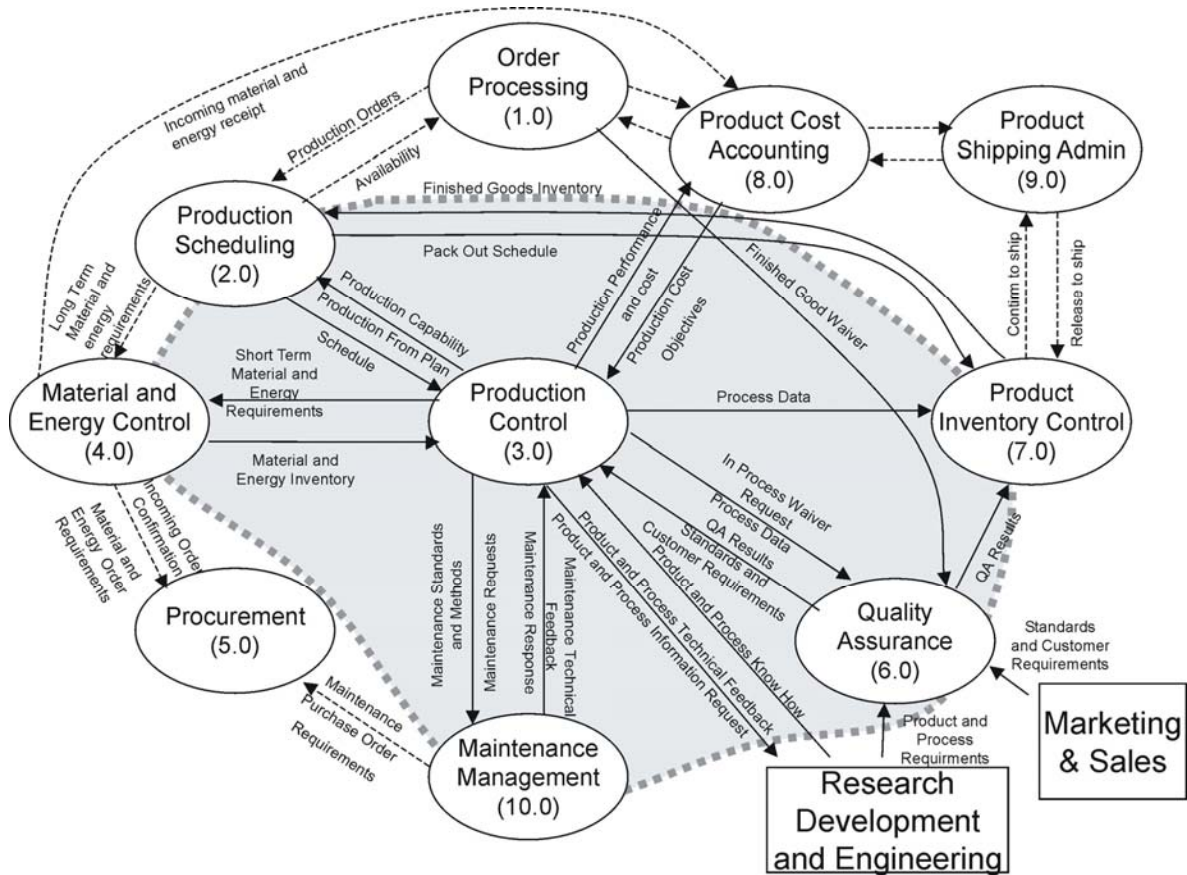 Order
Processing
(1.0)
Incoming material and
energy receipt
Production Orders
Availability
Product Cost
Accounting
(8.0)
Product
Shipping Admin
(9.0)
Finished Goods Inventory
Production
Scheduling
(2.0)
Pack Out Schedule
Production Performance
and cost
Production Cost
Objectives
Finished Good Waiver
Confirm to ship
Release to ship
Long Term
Material and
energy
requirements
Production Capability
Production From Plan
Schedule
Short Term
Material and
Energy
Requirements
Material and
Energy Control
(4.0)
Production
Control
(3.0)
Process Data
Product
Inventory Control
(7.0)
Material and
Energy Inventory
In Process Waiver
Request
Process Data
QA Results
Standards and
Customer Requirements
QA Results
Incoming Order
Confirmation
Material and
Energy Order
Requirements
Maintenance Standards
and Methods
Maintenance Requests
Maintenance Response
Maintenance Technical
Feedback
Product and Process Know How
Product and Process Technical Feedback
Product and Process Information Request
Procurement
(5.0)
Quality
Assurance
(6.0)
Standards
and Customer
Requirements
Maintenance
Purchase Order
Requirements
Maintenance
Management
(10.0)
Product and
Process
Requirments
Marketing
& Sales
Research
Development
and Engineering